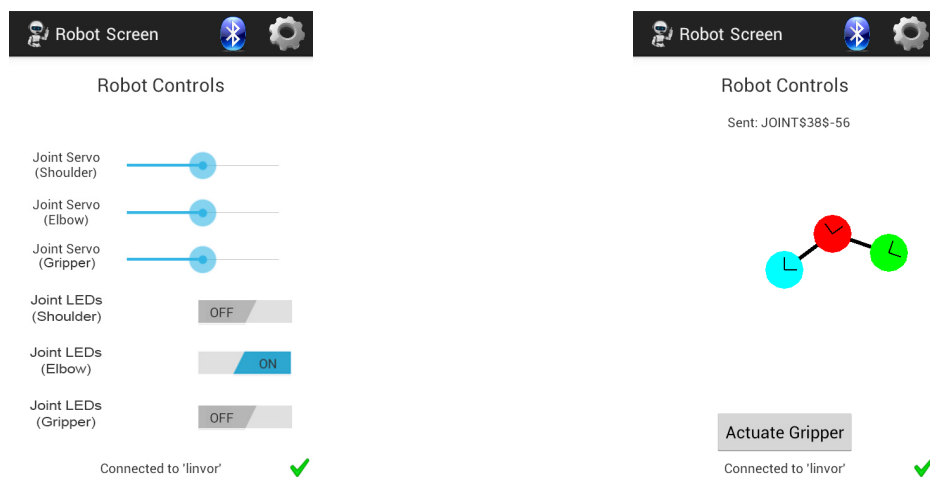 Robot Screen
Robot Controls
Joint Servo
(Shoulder)
Joint Servo
(Elbow)
Joint Servo
(Gripper)
Joint LEDs
(Shoulder)
OFF
Joint LEDs
(Elbow)
ON
Joint LEDs
(Gripper)
OFF
Connected to 'linvor'
Robot Screen
Robot Controls
Sent: JOINT$38$-56
Actuate Gripper
Connected to 'linvor'